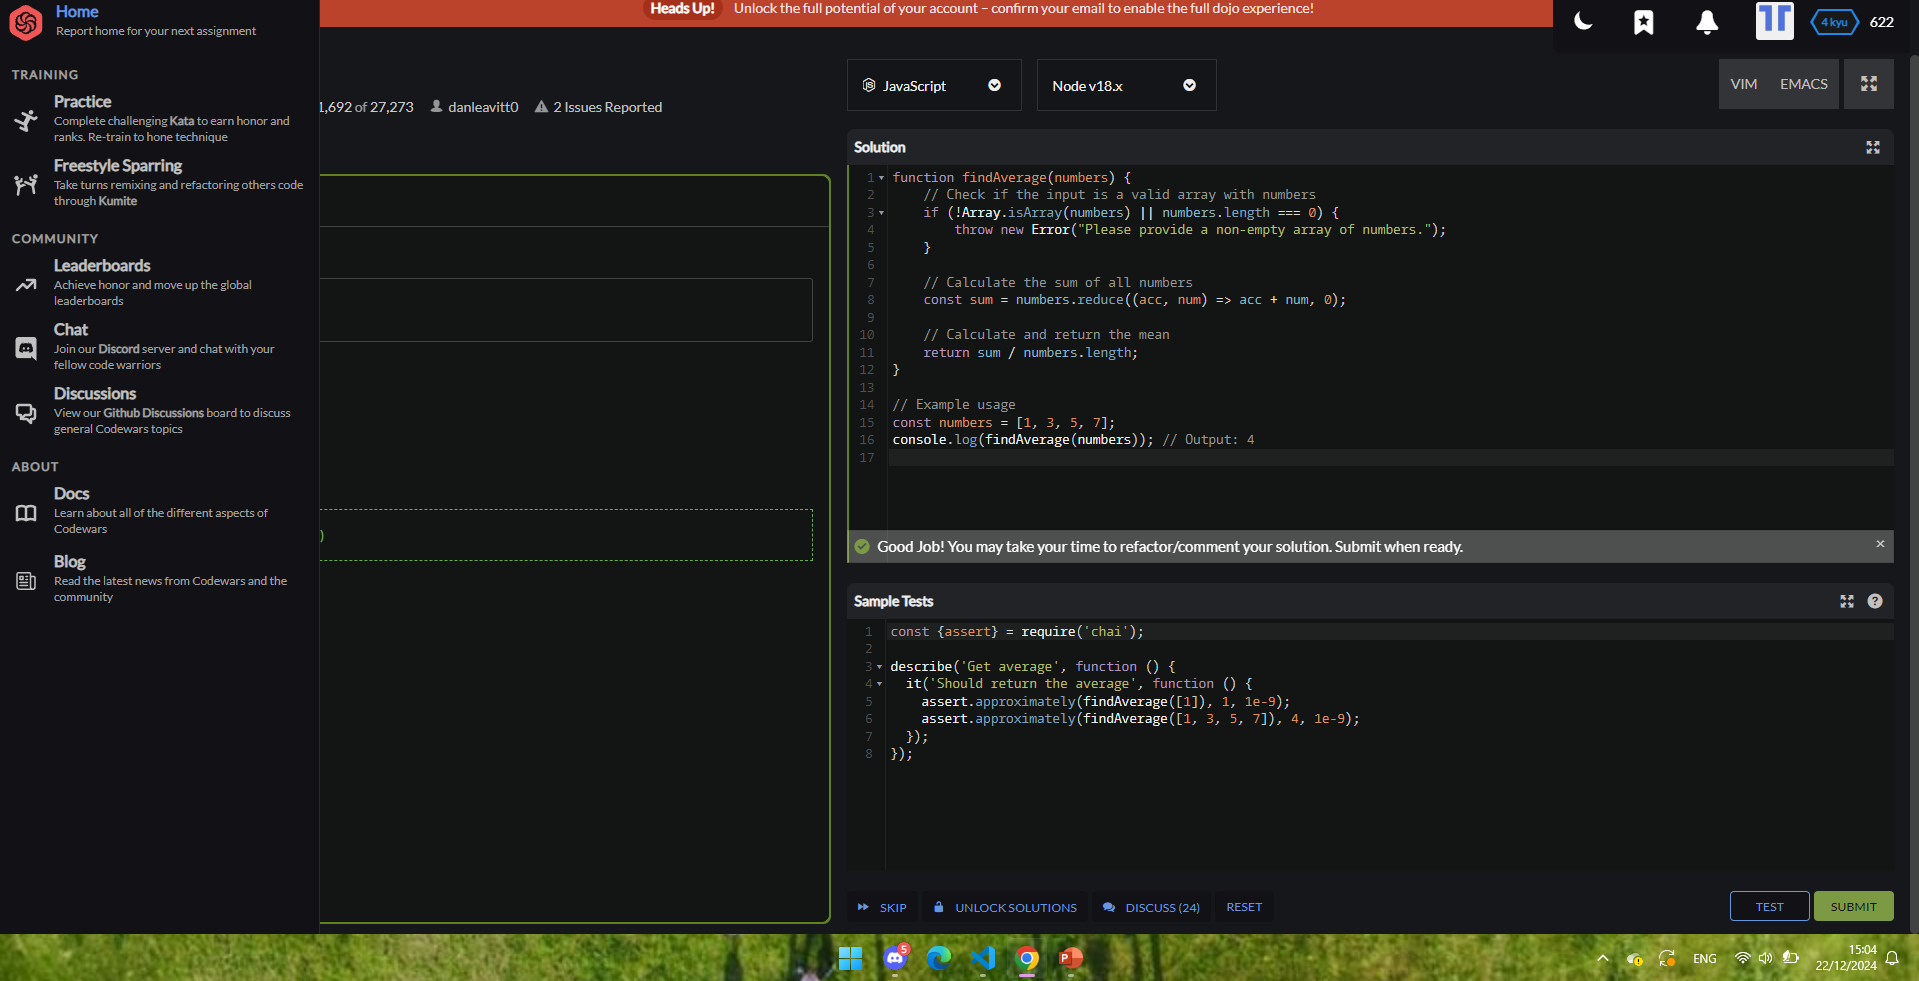 Home
Report home for your next assignment
TRAINING
Practice
Complete challenging Kata to earn honor and
ranks. Re-train to hone technique
Freestyle Sparring
Take turns remixing and refactoring others code
through Kumite
COMMUNITY
Leaderboards
Achieve honor and move up the global
leaderboards
Chat
Join our Discord server and chat with your
fellow code warriors
Discussions
View our Github Discussions board to discuss
general Codewars topics
ABOUT
Docs
Learn about all of the different aspects of
Codewars
Blog
Read the latest news from Codewars and the
community
Heads Up! Unlock the full potential of your account – confirm your email to enable the full dojo experience!
4 kyu 622
1,692 of 27,273 danleavitt0 2 Issues Reported
)
JavaScript Node v18.x VIM EMACS
Solution
1 function findAverage(numbers) {
2 // Check if the input is a valid array with numbers
3 if (!Array.isArray(numbers) || numbers.length === 0) {
4 throw new Error("Please provide a non-empty array of numbers.");
5 }
6
7 // Calculate the sum of all numbers
8 const sum = numbers.reduce((acc, num) => acc + num, 0);
9
10 // Calculate and return the mean
11 return sum / numbers.length;
12 }
13
14 // Example usage
15 const numbers = [1, 3, 5, 7];
16 console.log(findAverage(numbers)); // Output: 4
17
Good Job! You may take your time to refactor/comment your solution. Submit when ready. ×
Sample Tests ?
1 const {assert} = require('chai');
2
3 describe('Get average', function () {
4 it('Should return the average', function () {
5 assert.approximately(findAverage([1]), 1, 1e-9);
6 assert.approximately(findAverage([1, 3, 5, 7]), 4, 1e-9);
7 });
8 });
SKIP UNLOCK SOLUTIONS DISCUSS (24) RESET TEST SUBMIT
5
P
ENG
15:04
22/12/2024